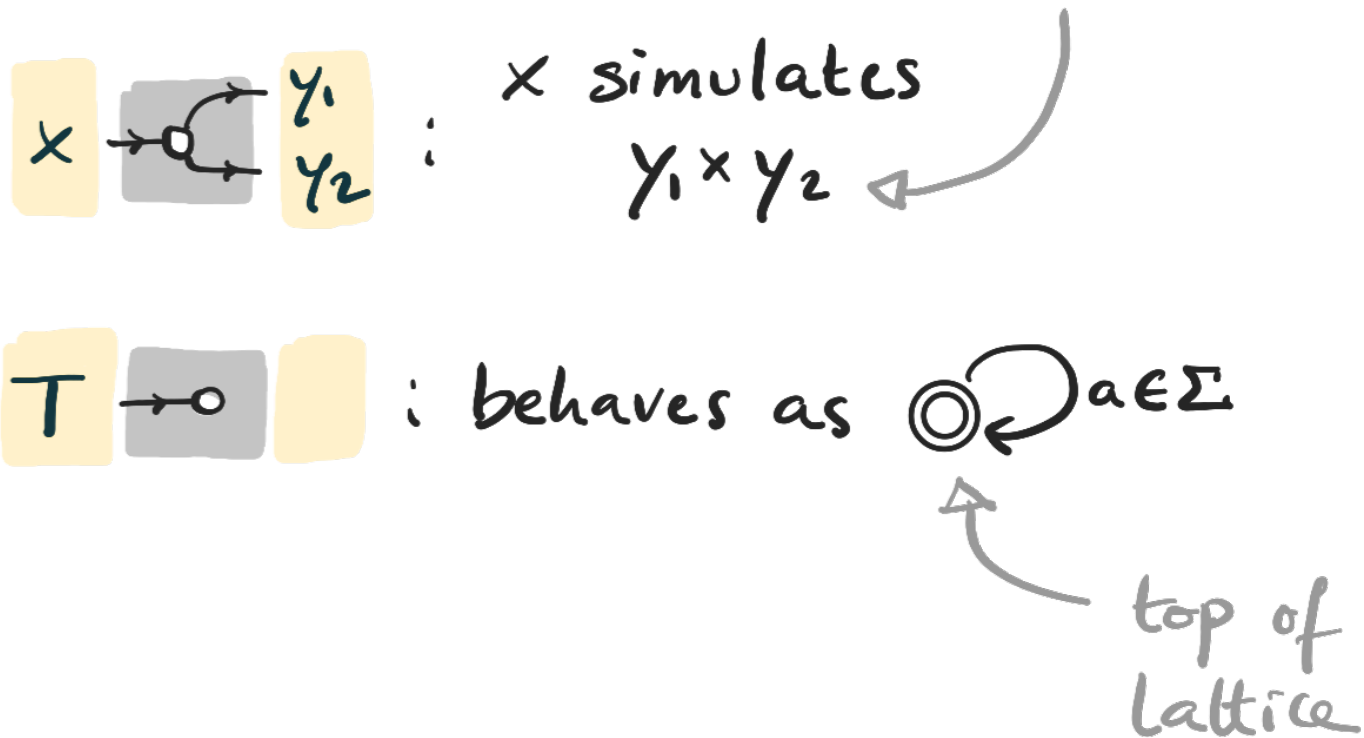 x
y₁
y₂
: x simulates
y₁ × y₂
T : behaves as a ∈ Σ
top of
lattice